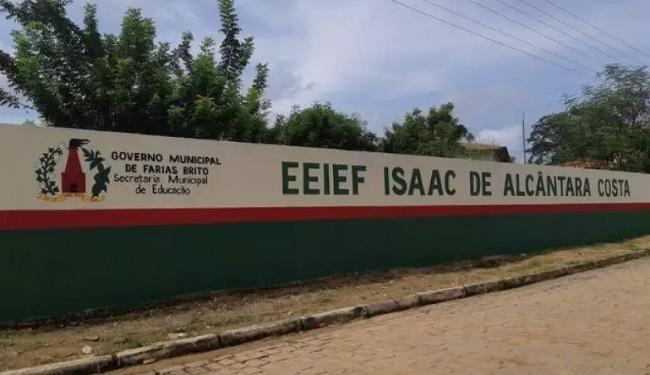 GOVERNO MUNICIPAL
DE FARIAS BRITO
Secretaria Municipal
de Educação
EEIEF ISAAC DE ALCÂNTARA COSTA